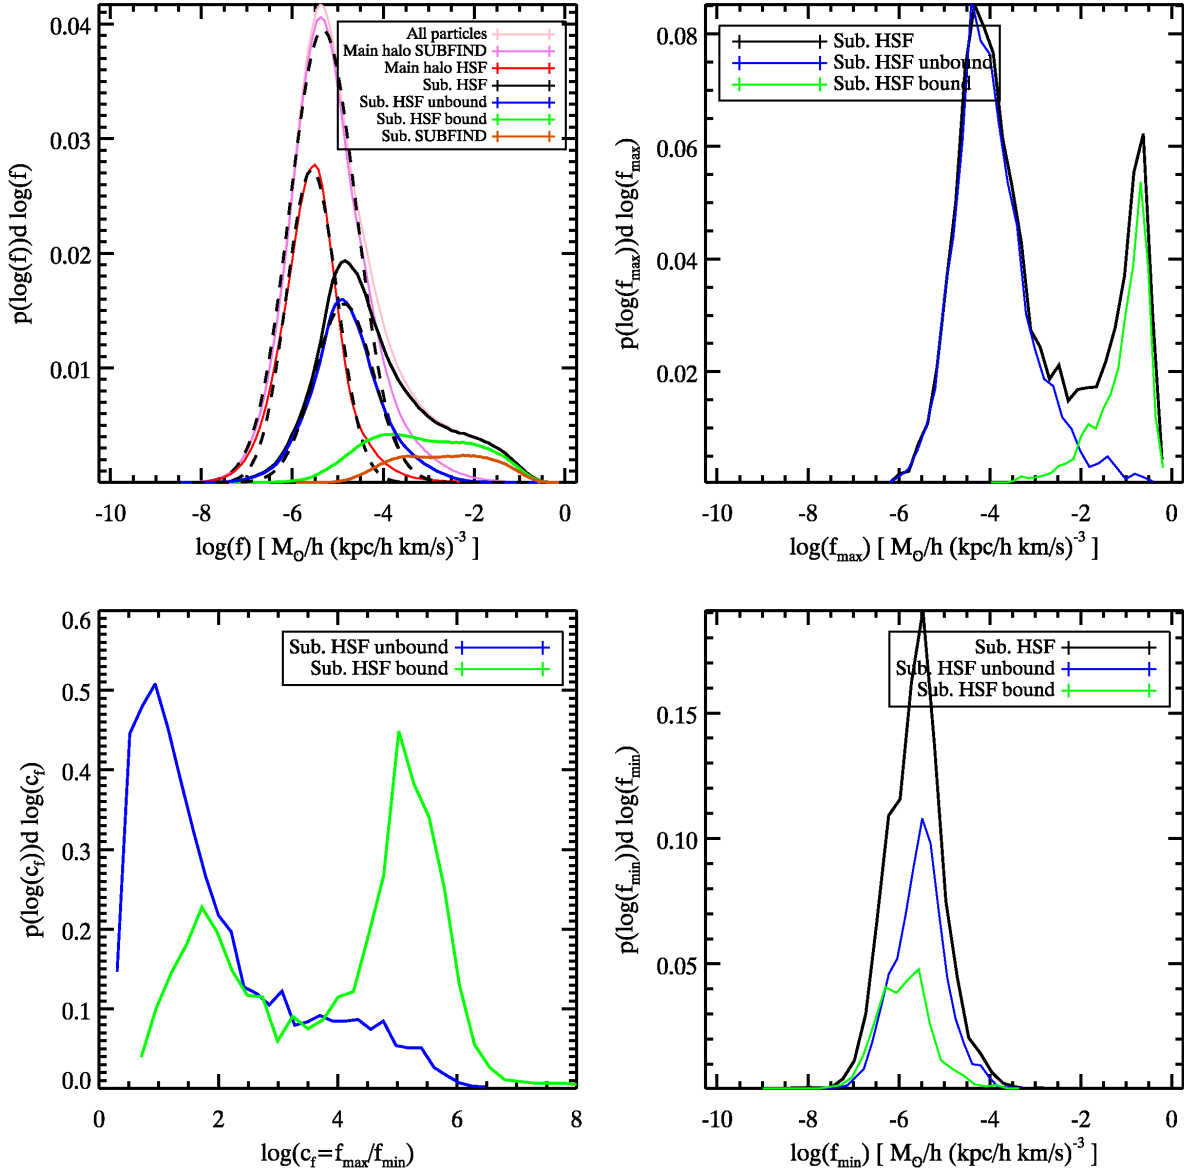 0.04
0.03
0.02
0.01
p(log(f))d log(f)
All particles
Main halo SUBFIND
Main halo HSF
Sub. HSF
Sub. HSF unbound
Sub. HSF bound
Sub. SUBFIND
-10 -8 -6 -4 -2 0
log(f) [ M⊙/h (kpc/h km/s)-3 ]
0.08
0.06
0.04
0.02
p(log(fmax))d log(fmax)
Sub. HSF
Sub. HSF unbound
Sub. HSF bound
-10 -8 -6 -4 -2 0
log(fmax) [ M⊙/h (kpc/h km/s)-3 ]
0.6
0.5
0.4
0.3
0.2
0.1
0.0
p(log(cf))d log(cf)
Sub. HSF unbound
Sub. HSF bound
0 2 4 6 8
log(cf=fmax/fmin)
0.15
0.10
0.05
p(log(fmin))d log(fmin)
Sub. HSF
Sub. HSF unbound
Sub. HSF bound
-10 -8 -6 -4 -2 0
log(fmin) [ M⊙/h (kpc/h km/s)-3 ]